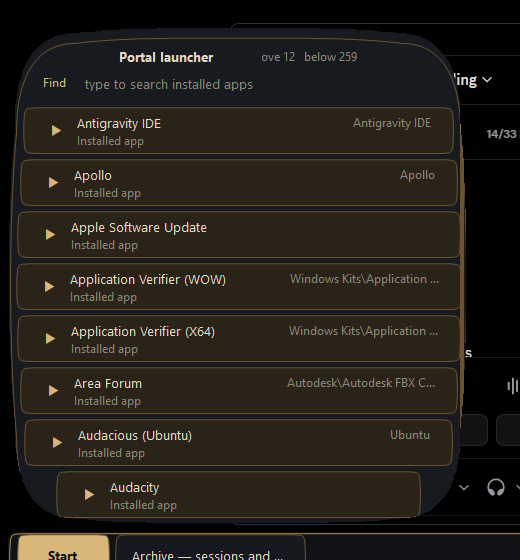 Portal launcher
ove 12 below 259
Find type to search installed apps
Antigravity IDE Antigravity IDE
Installed app
Apollo Apollo
Installed app
Apple Software Update
Installed app
Application Verifier (WOW) Windows Kits\Application ...
Installed app
Application Verifier (X64) Windows Kits\Application ...
Installed app
Area Forum Autodesk\Autodesk FBX C...
Installed app
Audacious (Ubuntu) Ubuntu
Installed app
Audacity
Installed app
ling
14/33
s
Start
Archive — sessions and ...